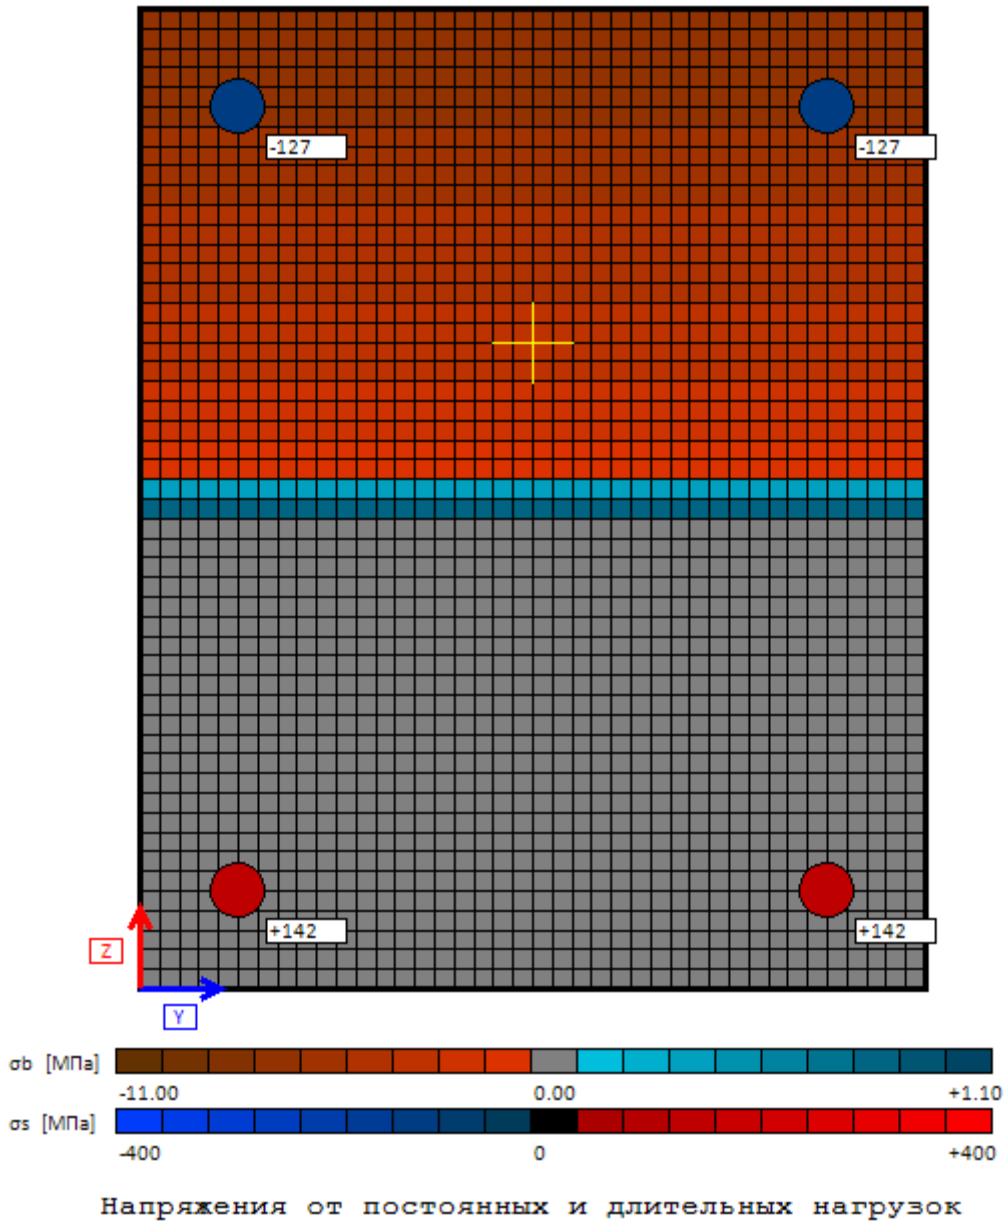 -127 -127
+142 +142
Z
Y
σb [МПа]
-11.00 0.00 +1.10
σs [МПа]
-400 0 +400
Напряжения от постоянных и длительных нагрузок